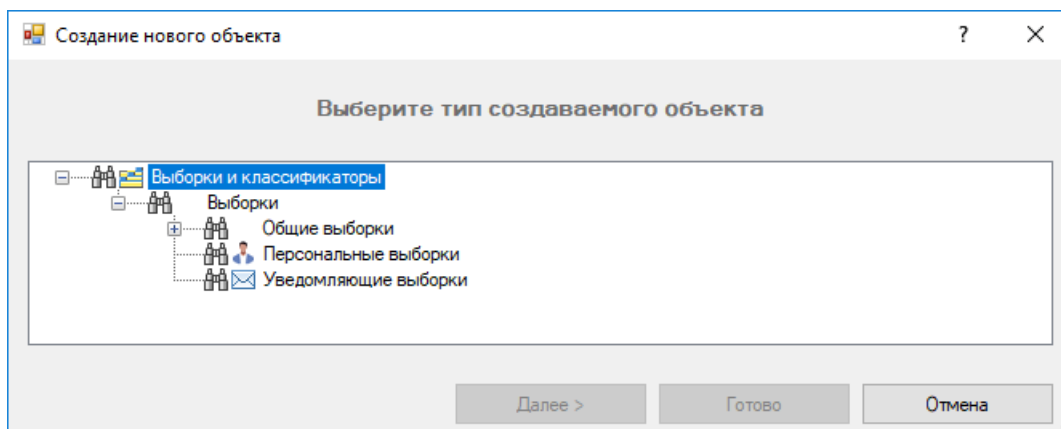 Создание нового объекта
?
Выберите тип создаваемого объекта
Выборки и классификаторы
Выборки
Общие выборки
Персональные выборки
Уведомляющие выборки
Далее > Готово Отмена